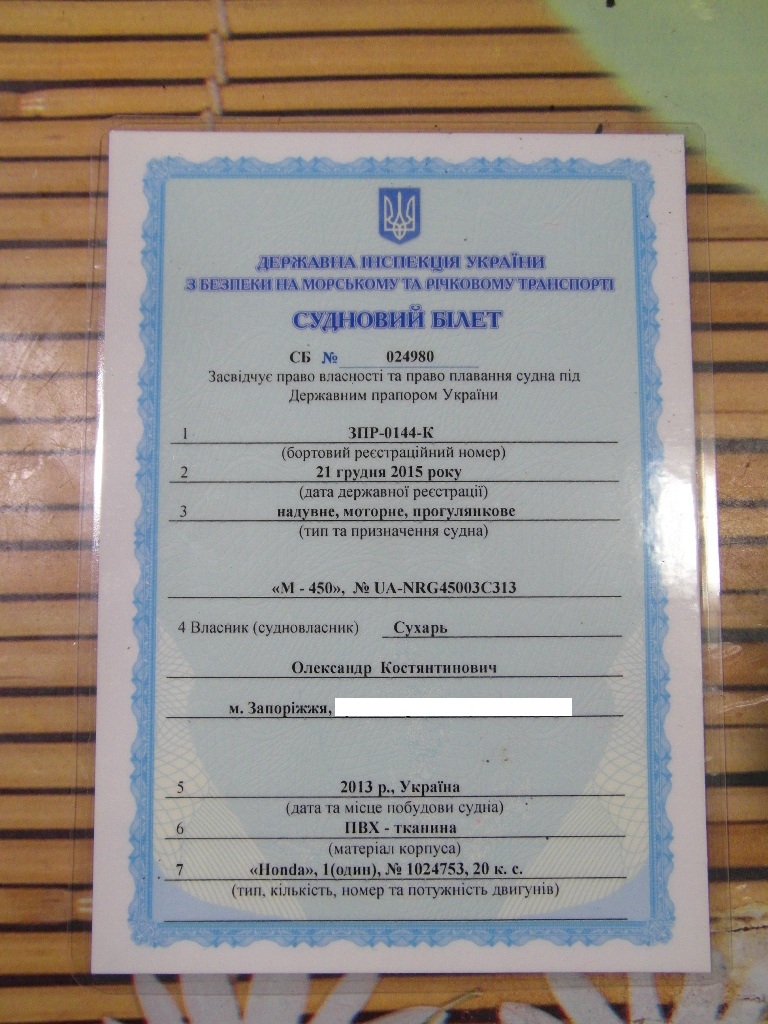 ДЕРЖАВНА ІНСПЕКЦІЯ УКРАЇНИ
З БЕЗПЕКИ НА МОРСЬКОМУ ТА РІЧКОВОМУ ТРАНСПОРТІ
СУДНОВИЙ БІЛЕТ
СБ № 024980
Засвідчує право власності та право плавання судна під
Державним прапором України
1 ЗПР-0144-К
(бортовий реєстраційний номер)
2 21 грудня 2015 року
(дата державної реєстрації)
3 надувне, моторне, прогулянкове
(тип та призначення судна)
«М - 450», № UA-NRG45003C313
4 Власник (судновласник) Сухарь
Олександр Костянтинович
м. Запоріжжя,
5 2013 р., Україна
(дата та місце побудови судна)
6 ПВХ - тканина
(матеріал корпуса)
7 «Honda», 1(один), № 1024753, 20 к. с.
(тип, кількість, номер та потужність двигунів)